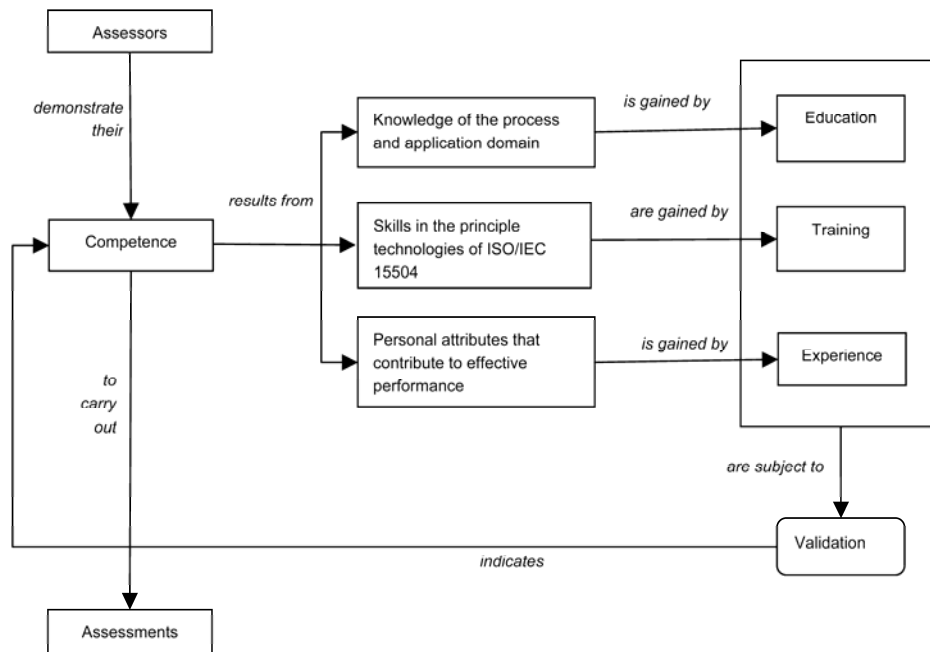 Assessors
demonstrate
their
Knowledge of the process
and application domain
is gained by
Education
results from
Competence
Skills in the principle
technologies of ISO/IEC
15504
are gained by
Training
Personal attributes that
contribute to effective
performance
is gained by
Experience
to
carry
out
are subject to
Validation
indicates
Assessments